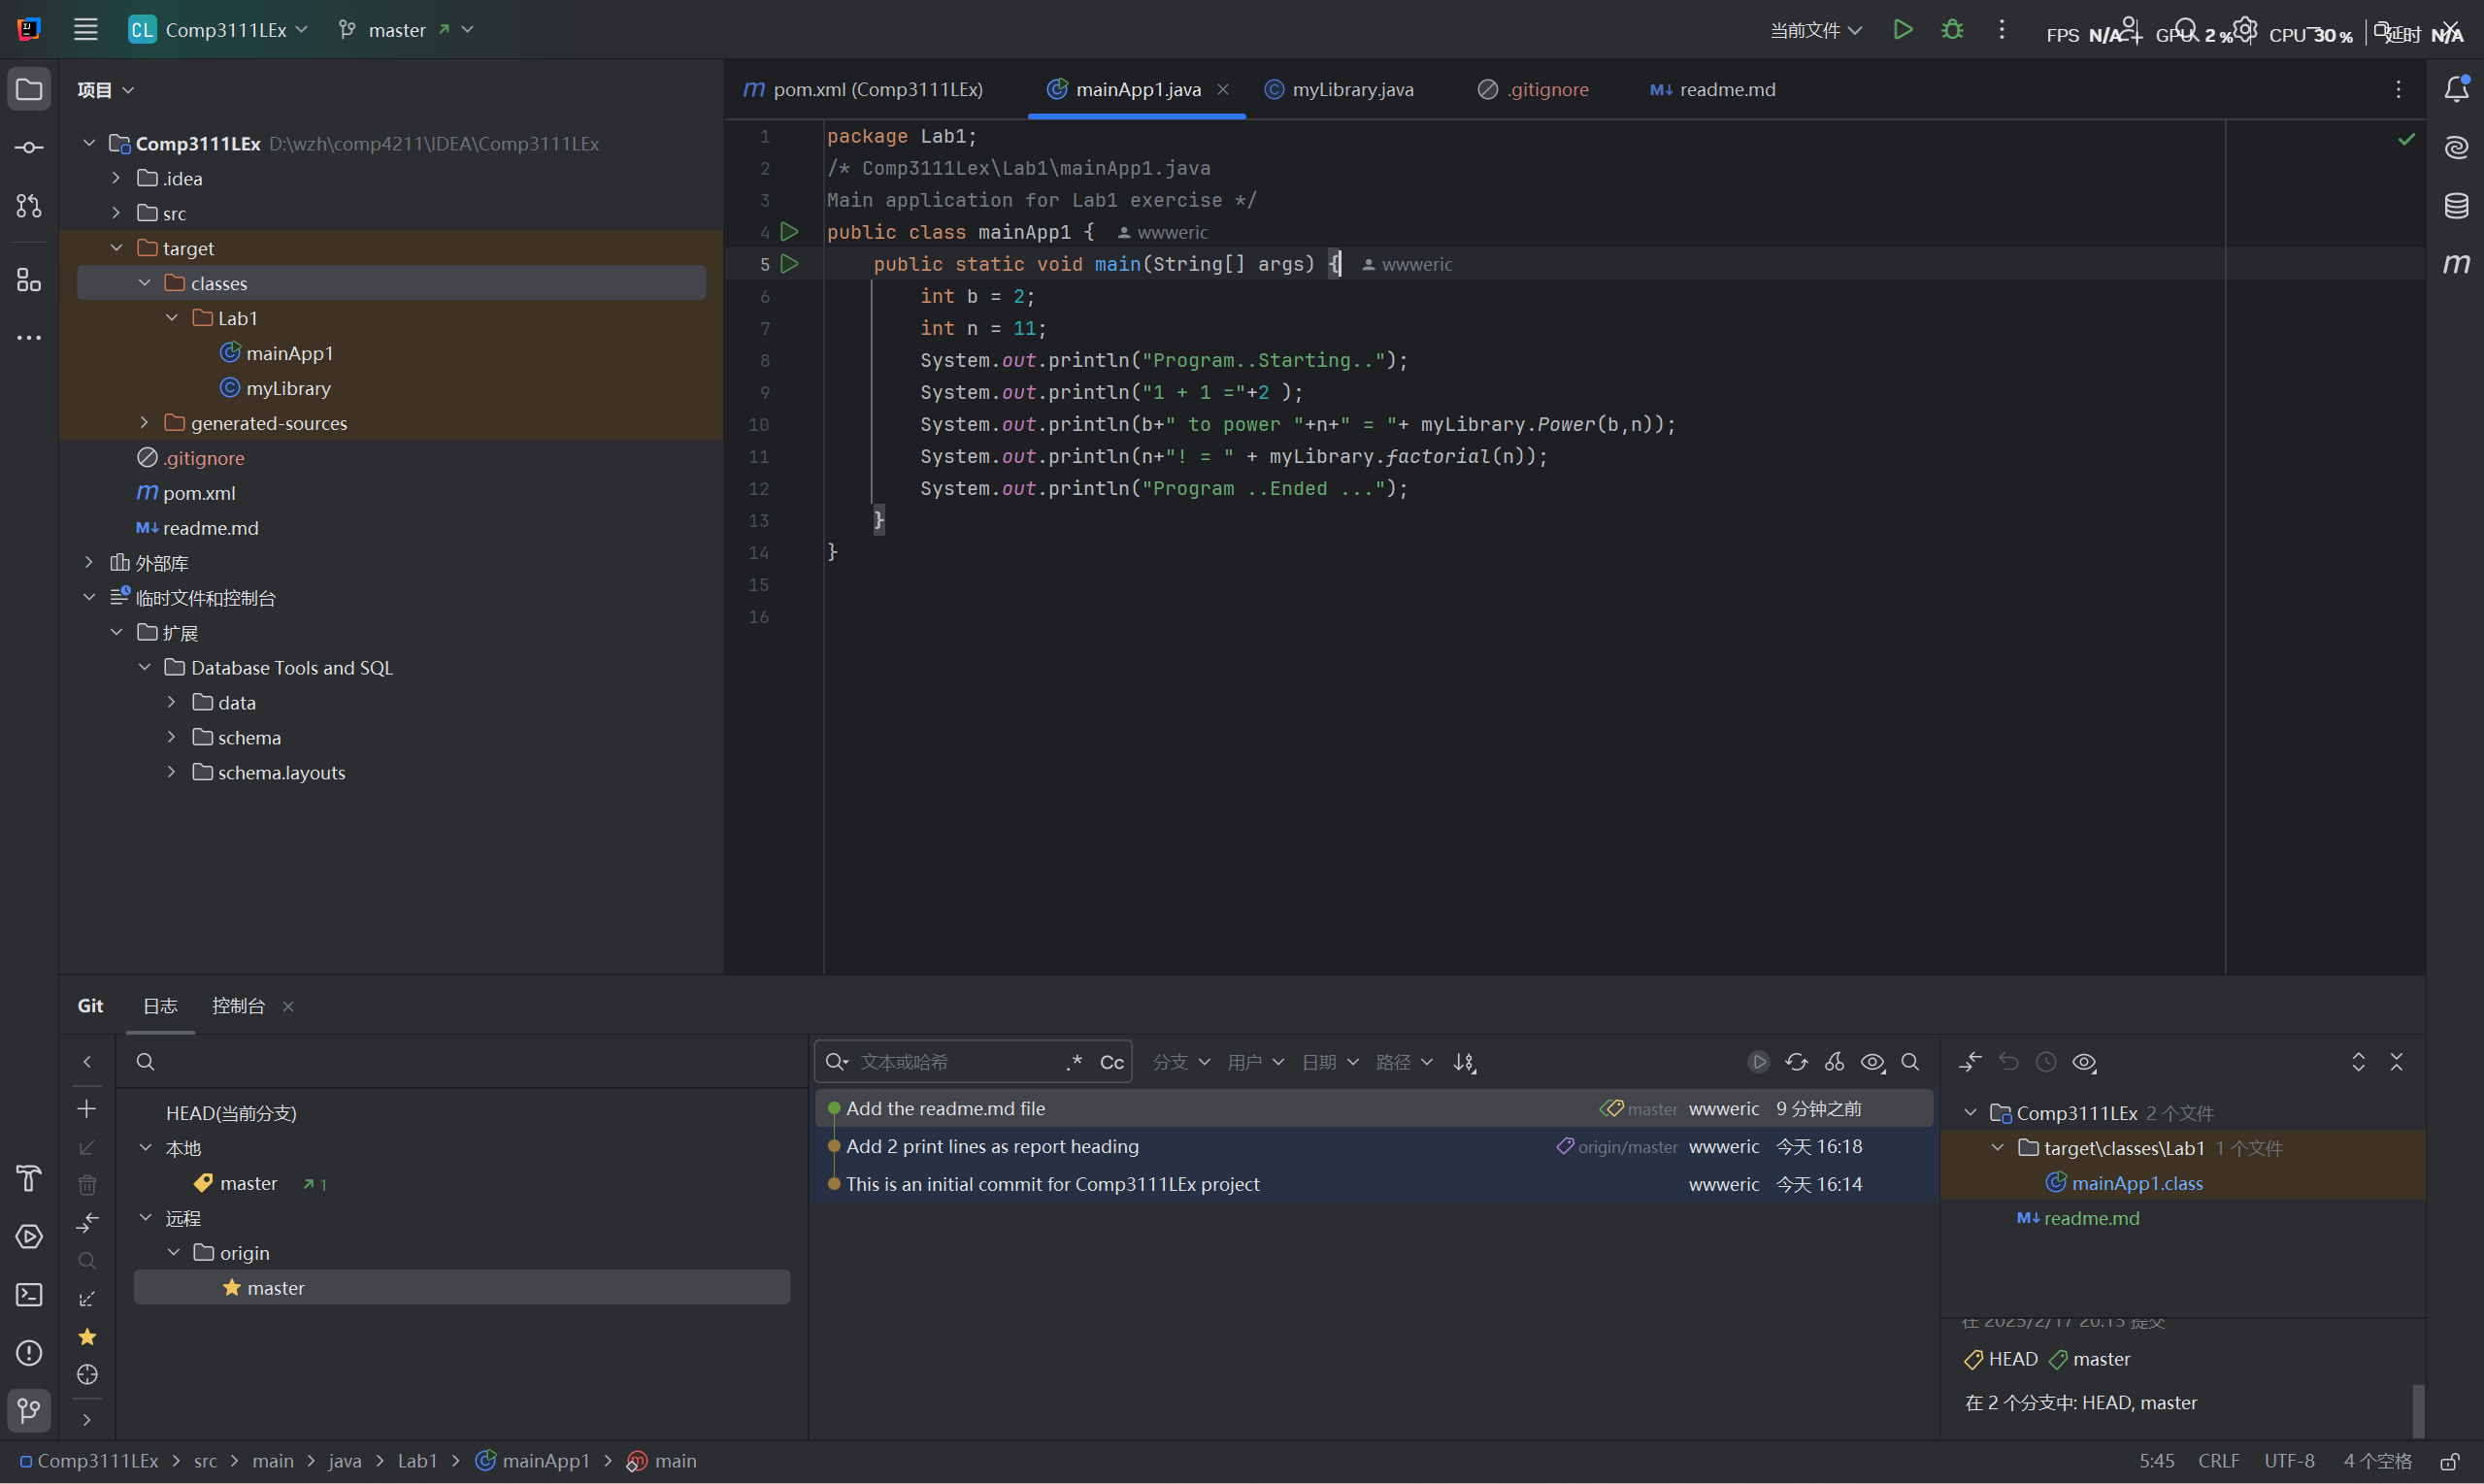 CL Comp3111LEx master 当前文件 FPS N/A GPU 2 % CPU 30 % 延时 N/A
项目
Comp3111LEx D:\wzh\comp4211\IDEA\Comp3111LEx
.idea
src
target
classes
Lab1
mainApp1
myLibrary
generated-sources
.gitignore
pom.xml
readme.md
外部库
临时文件和控制台
扩展
Database Tools and SQL
data
schema
schema.layouts
pom.xml (Comp3111LEx) mainApp1.java myLibrary.java .gitignore readme.md
1 package Lab1;
2 /* Comp3111Lex\Lab1\mainApp1.java
3 Main application for Lab1 exercise */
4 public class mainApp1 { wwweric
5 public static void main(String[] args) { wwweric
6 int b = 2;
7 int n = 11;
8 System.out.println("Program..Starting..");
9 System.out.println("1 + 1 ="+2 );
10 System.out.println(b+" to power "+n+" = "+ myLibrary.Power(b,n));
11 System.out.println(n+"! = " + myLibrary.factorial(n));
12 System.out.println("Program ..Ended ...");
13 }
14 }
15
16
Git 日志 控制台
HEAD(当前分支)
本地
master 1
远程
origin
master
文本或哈希 .* Cc 分支 用户 日期 路径
Add the readme.md file master wwweric 9 分钟之前
Add 2 print lines as report heading origin/master wwweric 今天 16:18
This is an initial commit for Comp3111LEx project wwweric 今天 16:14
Comp3111LEx 2 个文件
target\classes\Lab1 1 个文件
mainApp1.class
readme.md
在 2025/2/17 20:15 提交
HEAD master
在 2 个分支中: HEAD, master
Comp3111LEx > src > main > java > Lab1 > mainApp1 > main 5:45 CRLF UTF-8 4 个空格